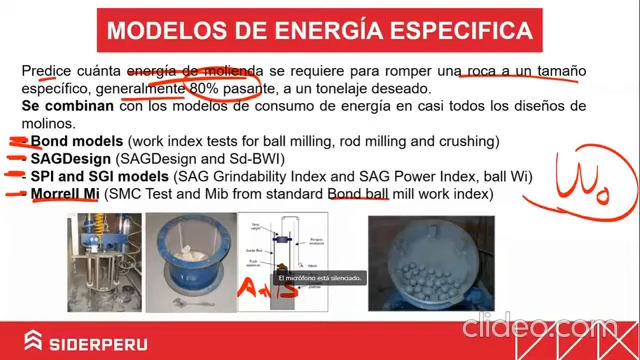 MODELOS DE ENERGÍA ESPECIFICA
Predice cuánta energía de molienda se requiere para romper una roca a un tamaño
específico, generalmente 80% pasante, a un tonelaje deseado.
Se combinan con los modelos de consumo de energía en casi todos los diseños de
molinos.
- Bond models (work index tests for ball milling, rod milling and crushing)
- SAGDesign (SAGDesign and Sd-BWI)
- SPI and SGI models (SAG Grindability Index and SAG Power Index, ball Wi)
- Morrell Mi (SMC Test and Mib from standard Bond ball mill work index)
El micrófono está silenciado.
SIDERPERU
clideo.com